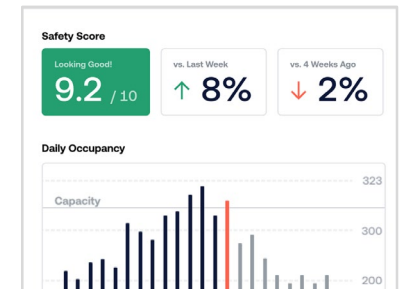 Safety Score
Looking Good!
9.2 / 10
vs. Last Week
↑ 8%
vs. 4 Weeks Ago
↓ 2%
Daily Occupancy
323
Capacity
300
200